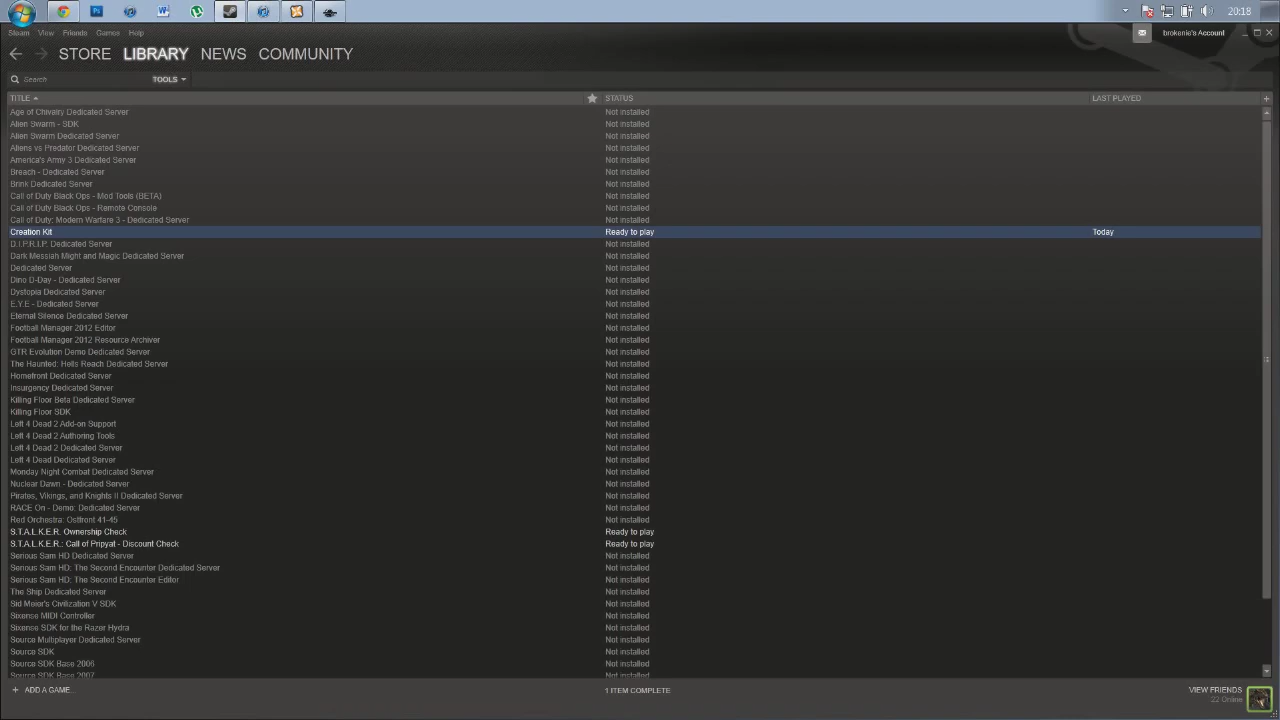 20:18
Steam View Friends Games Help
brokenie's Account
STORE LIBRARY NEWS COMMUNITY
Search TOOLS
TITLE STATUS LAST PLAYED
Age of Chivalry Dedicated Server Not installed
Alien Swarm - SDK Not installed
Alien Swarm Dedicated Server Not installed
Aliens vs Predator Dedicated Server Not installed
America's Army 3 Dedicated Server Not installed
Breach - Dedicated Server Not installed
Brink Dedicated Server Not installed
Call of Duty Black Ops - Mod Tools (BETA) Not installed
Call of Duty Black Ops - Remote Console Not installed
Call of Duty: Modern Warfare 3 - Dedicated Server Not installed
Creation Kit Ready to play Today
D.I.P.R.I.P. Dedicated Server Not installed
Dark Messiah Might and Magic Dedicated Server Not installed
Dedicated Server Not installed
Dino D-Day - Dedicated Server Not installed
Dystopia Dedicated Server Not installed
E.Y.E - Dedicated Server Not installed
Eternal Silence Dedicated Server Not installed
Football Manager 2012 Editor Not installed
Football Manager 2012 Resource Archiver Not installed
GTR Evolution Demo Dedicated Server Not installed
The Haunted: Hells Reach Dedicated Server Not installed
Homefront Dedicated Server Not installed
Insurgency Dedicated Server Not installed
Killing Floor Beta Dedicated Server Not installed
Killing Floor SDK Not installed
Left 4 Dead 2 Add-on Support Not installed
Left 4 Dead 2 Authoring Tools Not installed
Left 4 Dead 2 Dedicated Server Not installed
Left 4 Dead Dedicated Server Not installed
Monday Night Combat Dedicated Server Not installed
Nuclear Dawn - Dedicated Server Not installed
Pirates, Vikings, and Knights II Dedicated Server Not installed
RACE On - Demo: Dedicated Server Not installed
Red Orchestra: Ostfront 41-45 Not installed
S.T.A.L.K.E.R. Ownership Check Ready to play
S.T.A.L.K.E.R.: Call of Pripyat - Discount Check Ready to play
Serious Sam HD Dedicated Server Not installed
Serious Sam HD: The Second Encounter Dedicated Server Not installed
Serious Sam HD: The Second Encounter Editor Not installed
The Ship Dedicated Server Not installed
Sid Meier's Civilization V SDK Not installed
Sixense MIDI Controller Not installed
Sixense SDK for the Razor Hydra Not installed
Source Multiplayer Dedicated Server Not installed
Source SDK Not installed
Source SDK Base 2006 Not installed
Source SDK Base 2007 Not installed
+ ADD A GAME... 1 ITEM COMPLETE VIEW FRIENDS
22 Online